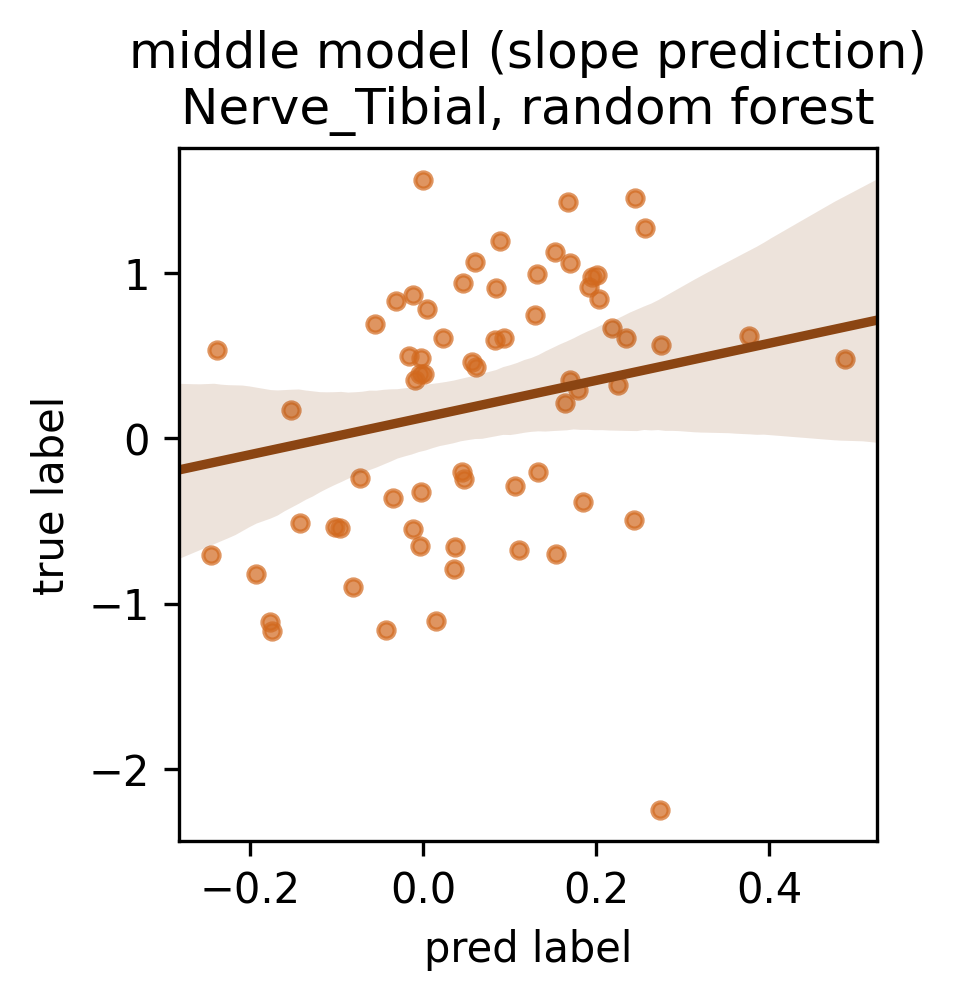 middle model (slope prediction)
Nerve_Tibial, random forest
1
0
−1
−2
true label
−0.2 0.0 0.2 0.4
pred label